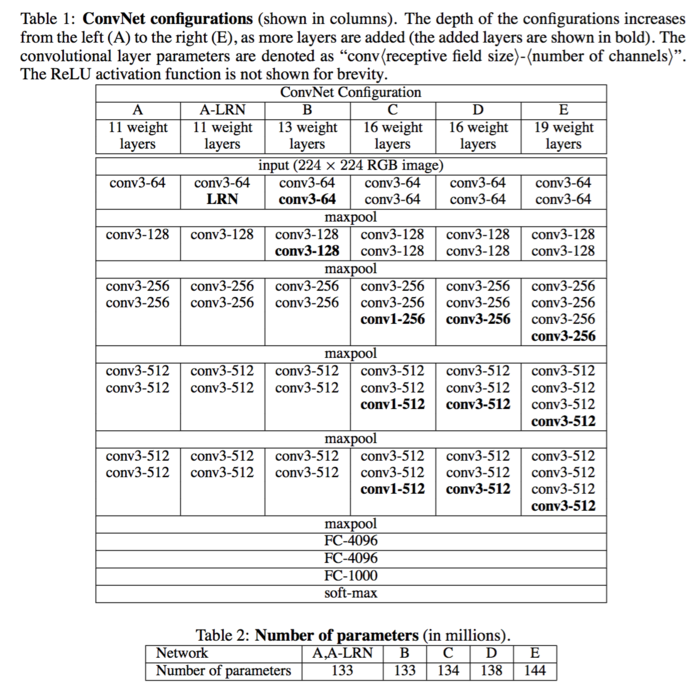 Table 1: ConvNet configurations (shown in columns). The depth of the configurations increases
from the left (A) to the right (E), as more layers are added (the added layers are shown in bold). The
convolutional layer parameters are denoted as “conv⟨receptive field size⟩-⟨number of channels⟩”.
The ReLU activation function is not shown for brevity.
ConvNet Configuration
A A-LRN B C D E
11 weight 11 weight 13 weight 16 weight 16 weight 19 weight
layers layers layers layers layers layers
input (224 × 224 RGB image)
conv3-64 conv3-64 conv3-64 conv3-64 conv3-64 conv3-64
LRN conv3-64 conv3-64 conv3-64 conv3-64
maxpool
conv3-128 conv3-128 conv3-128 conv3-128 conv3-128 conv3-128
conv3-128 conv3-128 conv3-128 conv3-128
maxpool
conv3-256 conv3-256 conv3-256 conv3-256 conv3-256 conv3-256
conv3-256 conv3-256 conv3-256 conv3-256 conv3-256 conv3-256
conv1-256 conv3-256 conv3-256
conv3-256
maxpool
conv3-512 conv3-512 conv3-512 conv3-512 conv3-512 conv3-512
conv3-512 conv3-512 conv3-512 conv3-512 conv3-512 conv3-512
conv1-512 conv3-512 conv3-512
conv3-512
maxpool
conv3-512 conv3-512 conv3-512 conv3-512 conv3-512 conv3-512
conv3-512 conv3-512 conv3-512 conv3-512 conv3-512 conv3-512
conv1-512 conv3-512 conv3-512
conv3-512
maxpool
FC-4096
FC-4096
FC-1000
soft-max
Table 2: Number of parameters (in millions).
Network A,A-LRN B C D E
Number of parameters 133 133 134 138 144